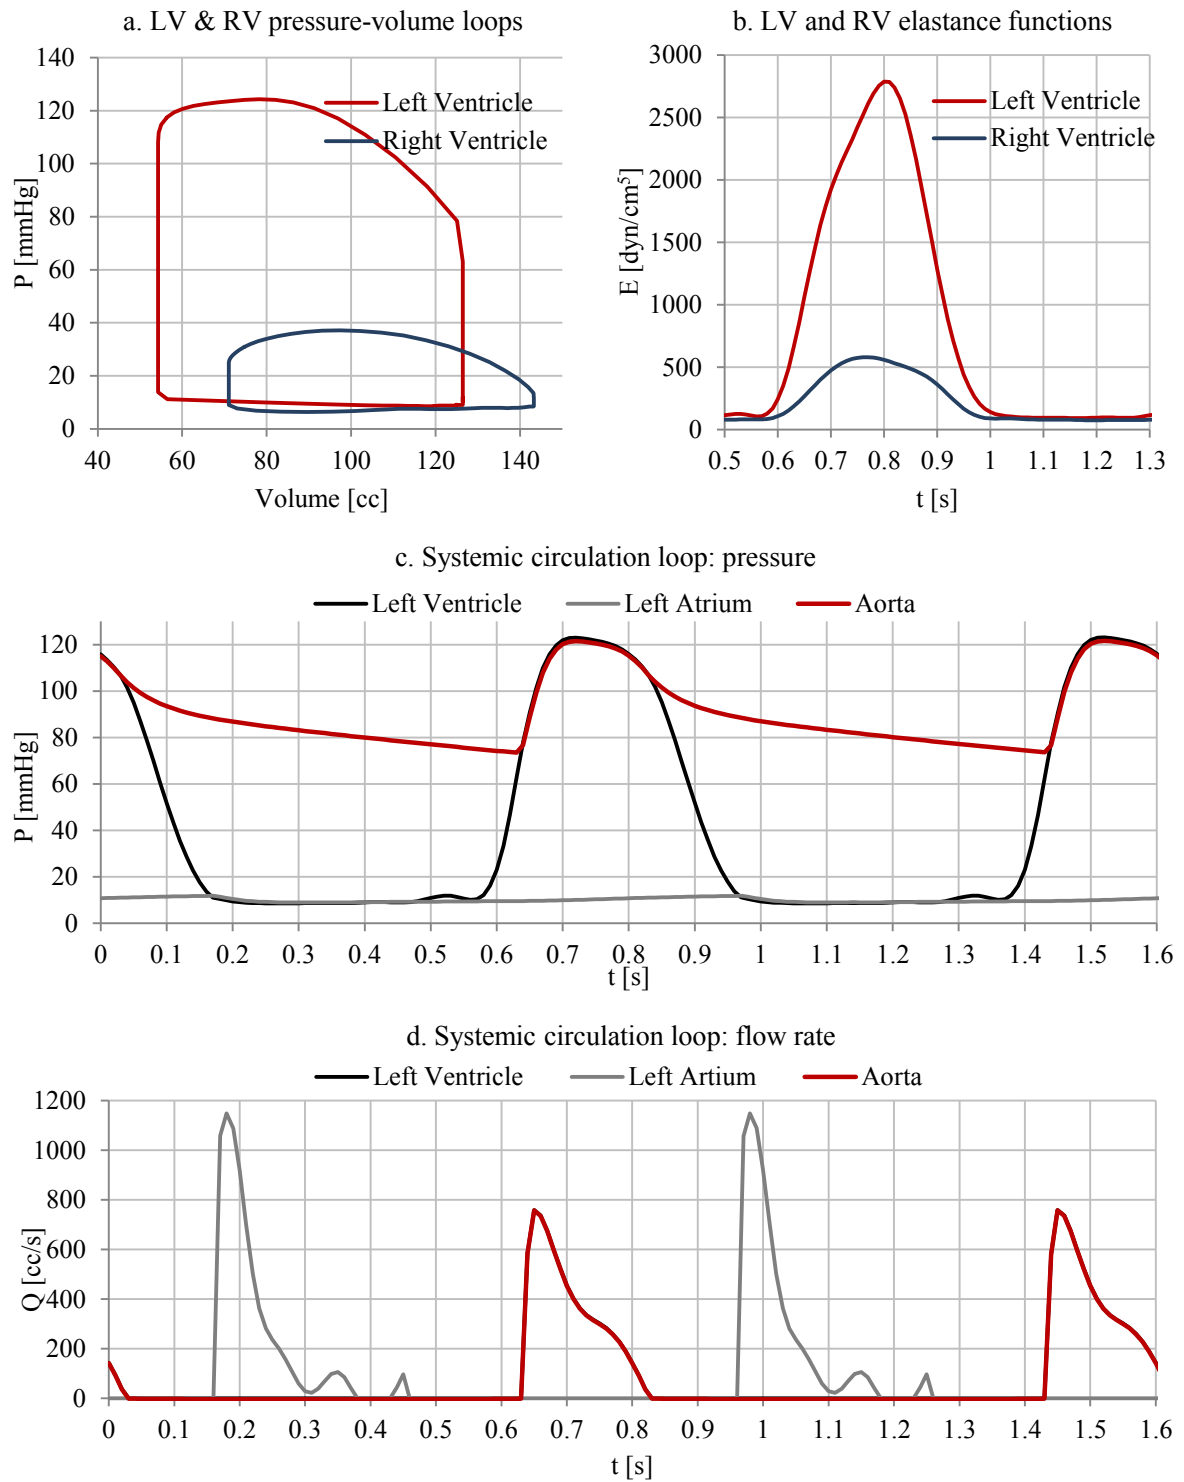 a. LV & RV pressure-volume loops
140
120
100
80
60
40
20
0
P [mmHg]
Left Ventricle
Right Ventricle
40 60 80 100 120 140
Volume [cc]
b. LV and RV elastance functions
3000
2500
2000
1500
1000
500
0
E [dyn/cm⁵]
Left Ventricle
Right Ventricle
0.5 0.6 0.7 0.8 0.9 1 1.1 1.2 1.3
t [s]
c. Systemic circulation loop: pressure
Left Ventricle Left Atrium Aorta
120
100
80
60
40
20
0
P [mmHg]
0 0.1 0.2 0.3 0.4 0.5 0.6 0.7 0.8 0.9 1 1.1 1.2 1.3 1.4 1.5 1.6
t [s]
d. Systemic circulation loop: flow rate
Left Ventricle Left Artium Aorta
1200
1000
800
600
400
200
0
Q [cc/s]
0 0.1 0.2 0.3 0.4 0.5 0.6 0.7 0.8 0.9 1 1.1 1.2 1.3 1.4 1.5 1.6
t [s]